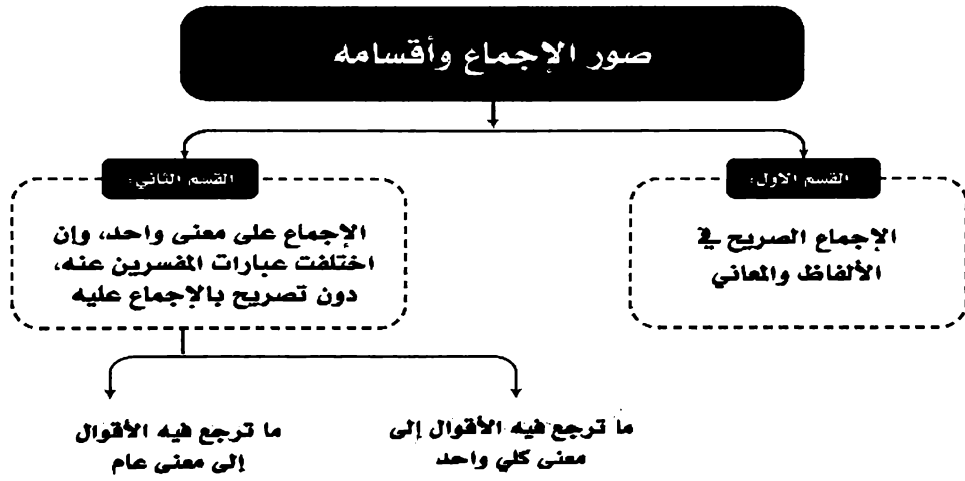 صور الإجماع وأقسامه
القسم الأول:
الإجماع الصريح في
الألفاظ والمعاني
القسم الثاني:
الإجماع على معنى واحد، وإن
اختلفت عبارات المفسرين عنه،
دون تصريح بالإجماع عليه
ما ترجع فيه الأقوال إلى
معنى كلي واحد
ما ترجع فيه الأقوال
إلى معنى عام